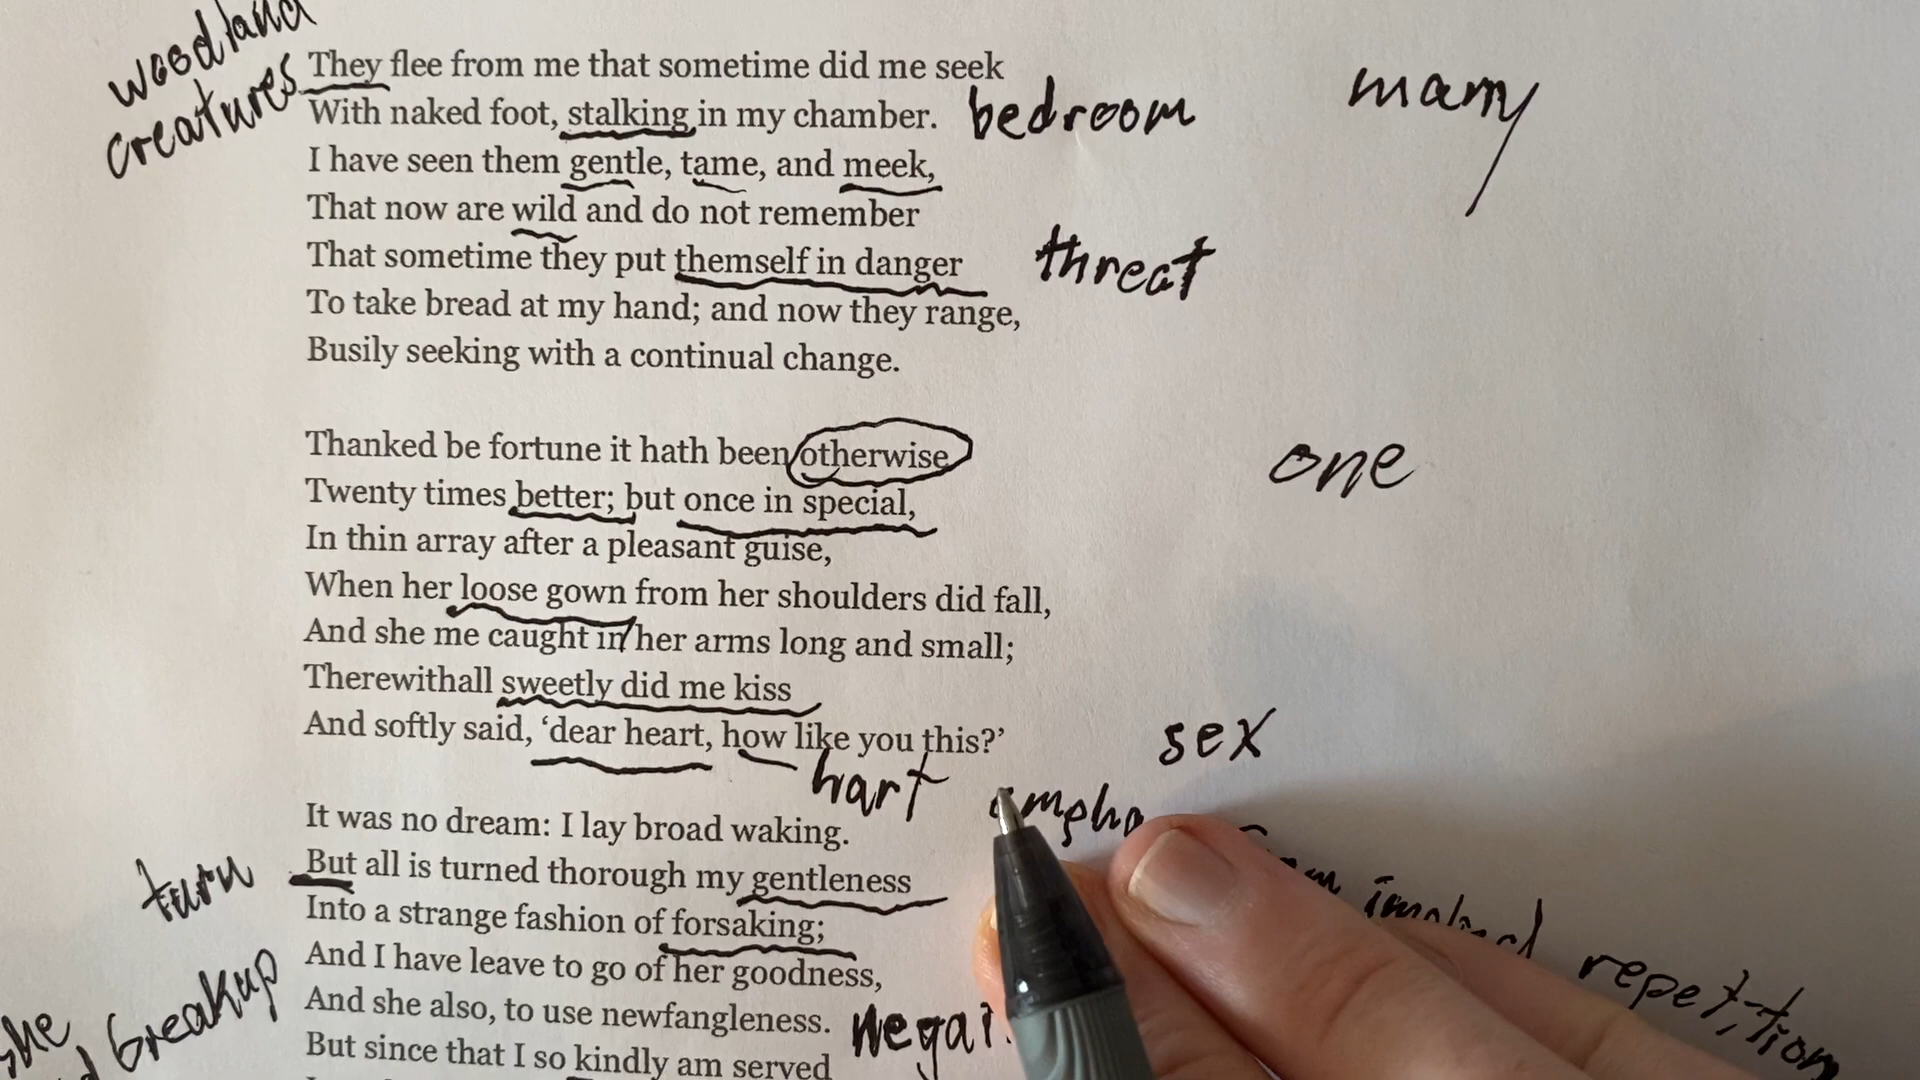 woodland
creatures
They flee from me that sometime did me seek
With naked foot, stalking in my chamber. bedroom many
I have seen them gentle, tame, and meek,
That now are wild and do not remember
That sometime they put themself in danger threat
To take bread at my hand; and now they range,
Busily seeking with a continual change.
Thanked be fortune it hath been otherwise one
Twenty times better; but once in special,
In thin array after a pleasant guise,
When her loose gown from her shoulders did fall,
And she me caught in her arms long and small;
Therewithall sweetly did me kiss
And softly said, ‘dear heart, how like you this?’ sex
hart
It was no dream: I lay broad waking.
But all is turned thorough my gentleness
turn
Into a strange fashion of forsaking;
repetition
And I have leave to go of her goodness,
breakup
And she also, to use newfangleness.
But since that I so kindly am served